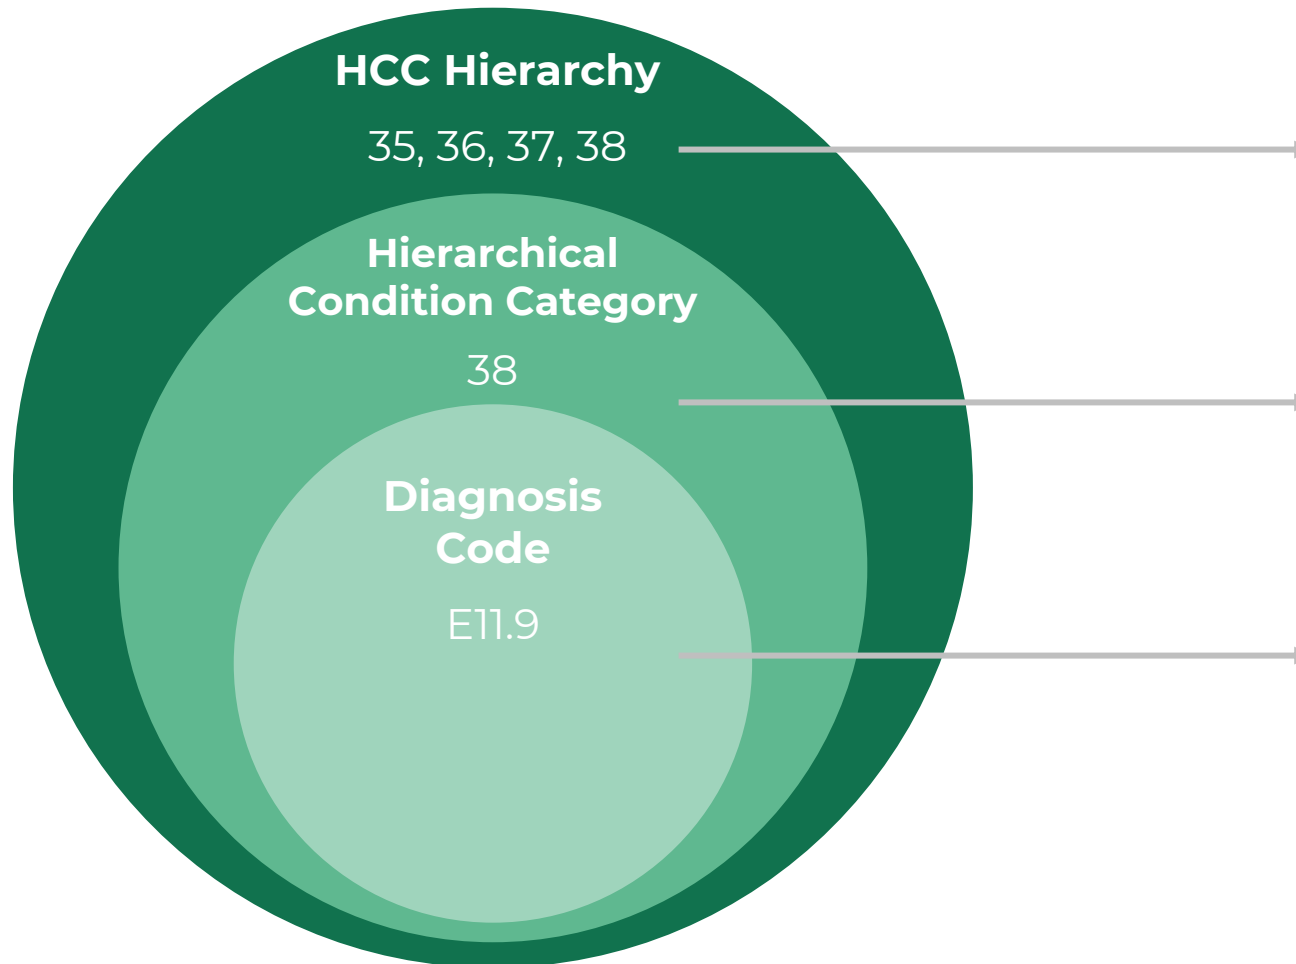 HCC Hierarchy
35, 36, 37, 38
Hierarchical
Condition Category
38
Diagnosis
Code
E11.9